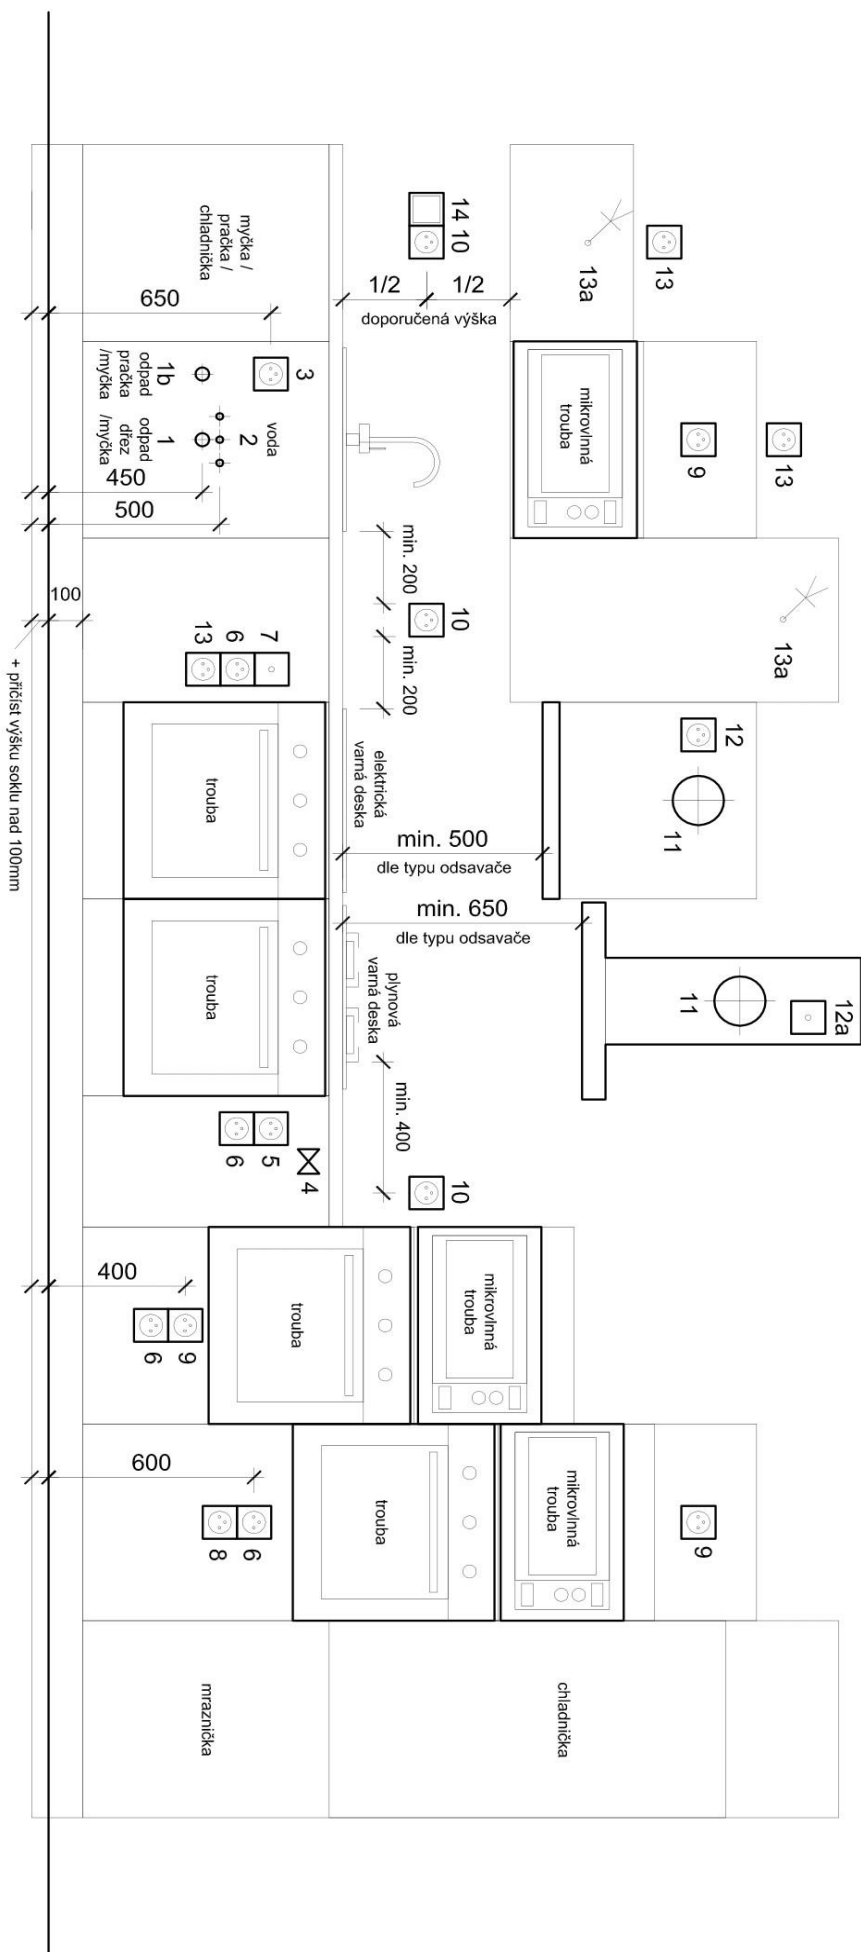 13
13a
13
14 10
1/2
1/2
doporučená výška
9
mikrovlnná
trouba
13a
12
11
12a
11
min. 200
10
min. 200
min. 500
dle typu odsavače
min. 650
dle typu odsavače
min. 400
10
elektrická
varná deska
plynová
varná deska
mikrovlnná
trouba
mikrovlnná
trouba
9
chladnička
myčka /
pračka /
chladnička
650
3
1b
odpad
pračka
/myčka
voda
2
1
odpad
dřez
/myčka
450
500
100
13
6
7
trouba
trouba
4
5
6
trouba
400
9
6
trouba
600
6
8
mraznička
+ přičíst výšku soklu nad 100mm